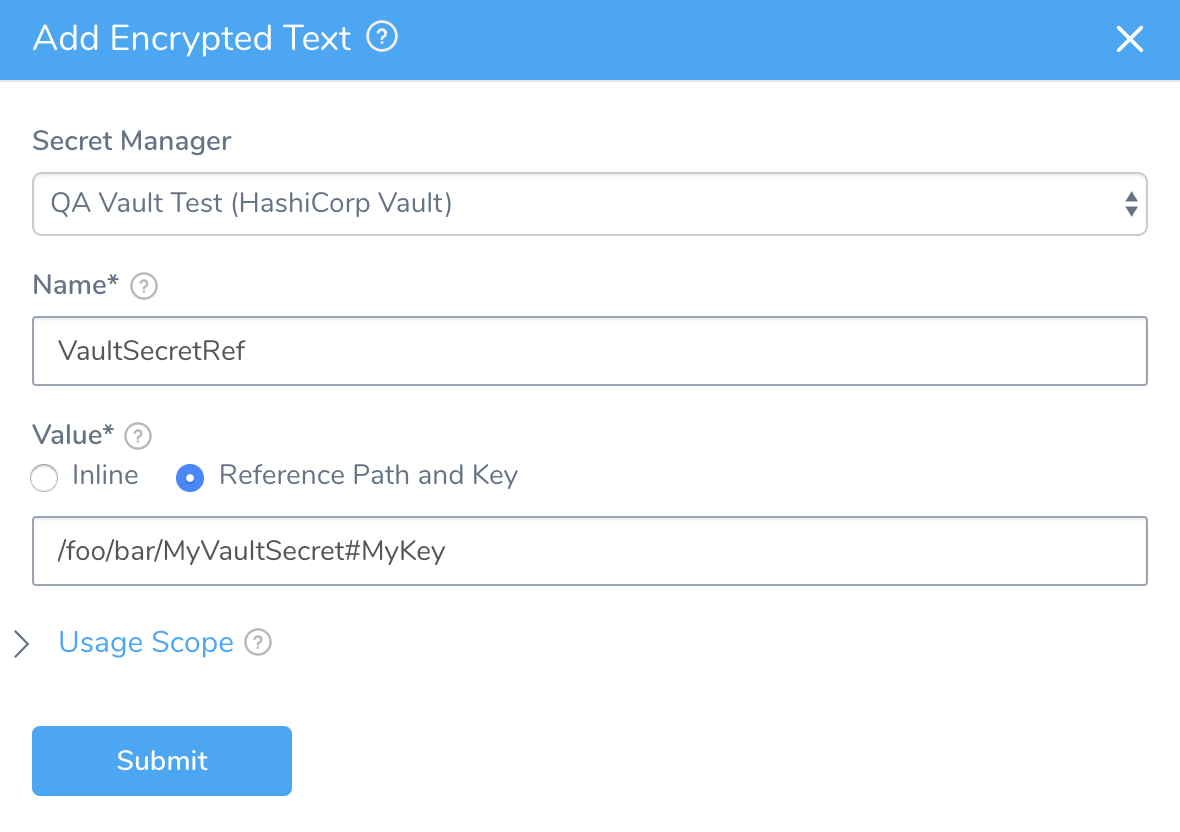 Add Encrypted Text ?
Secret Manager
QA Vault Test (HashiCorp Vault)
Name* ?
VaultSecretRef
Value* ?
Inline Reference Path and Key
/foo/bar/MyVaultSecret#MyKey
Usage Scope ?
Submit